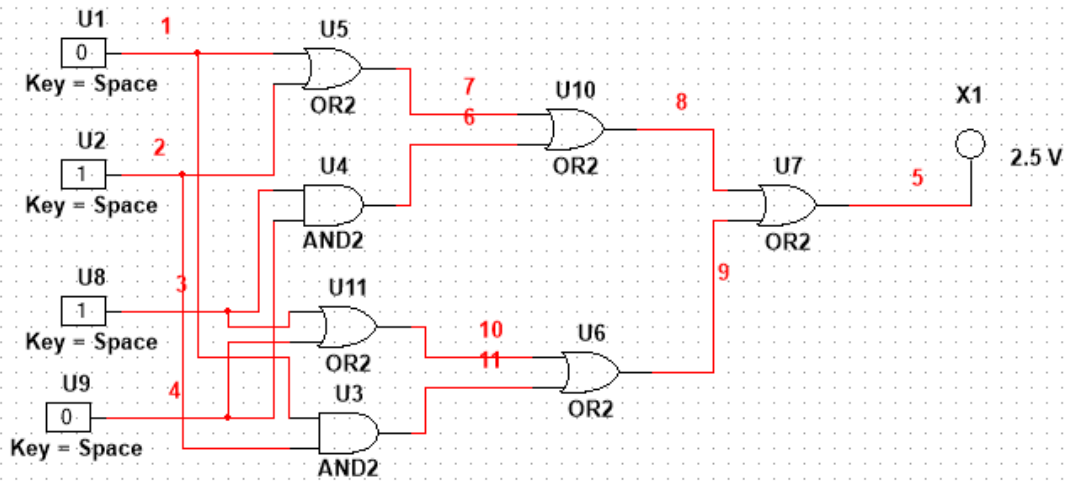 U1
1
0
Key = Space
U5
OR2
7
6
U10
OR2
8
X1
2.5 V
U2
2
1
Key = Space
U4
AND2
U7
OR2
5
9
U8
3
1
Key = Space
U11
OR2
10
11
U6
OR2
U9
4
0
Key = Space
U3
AND2